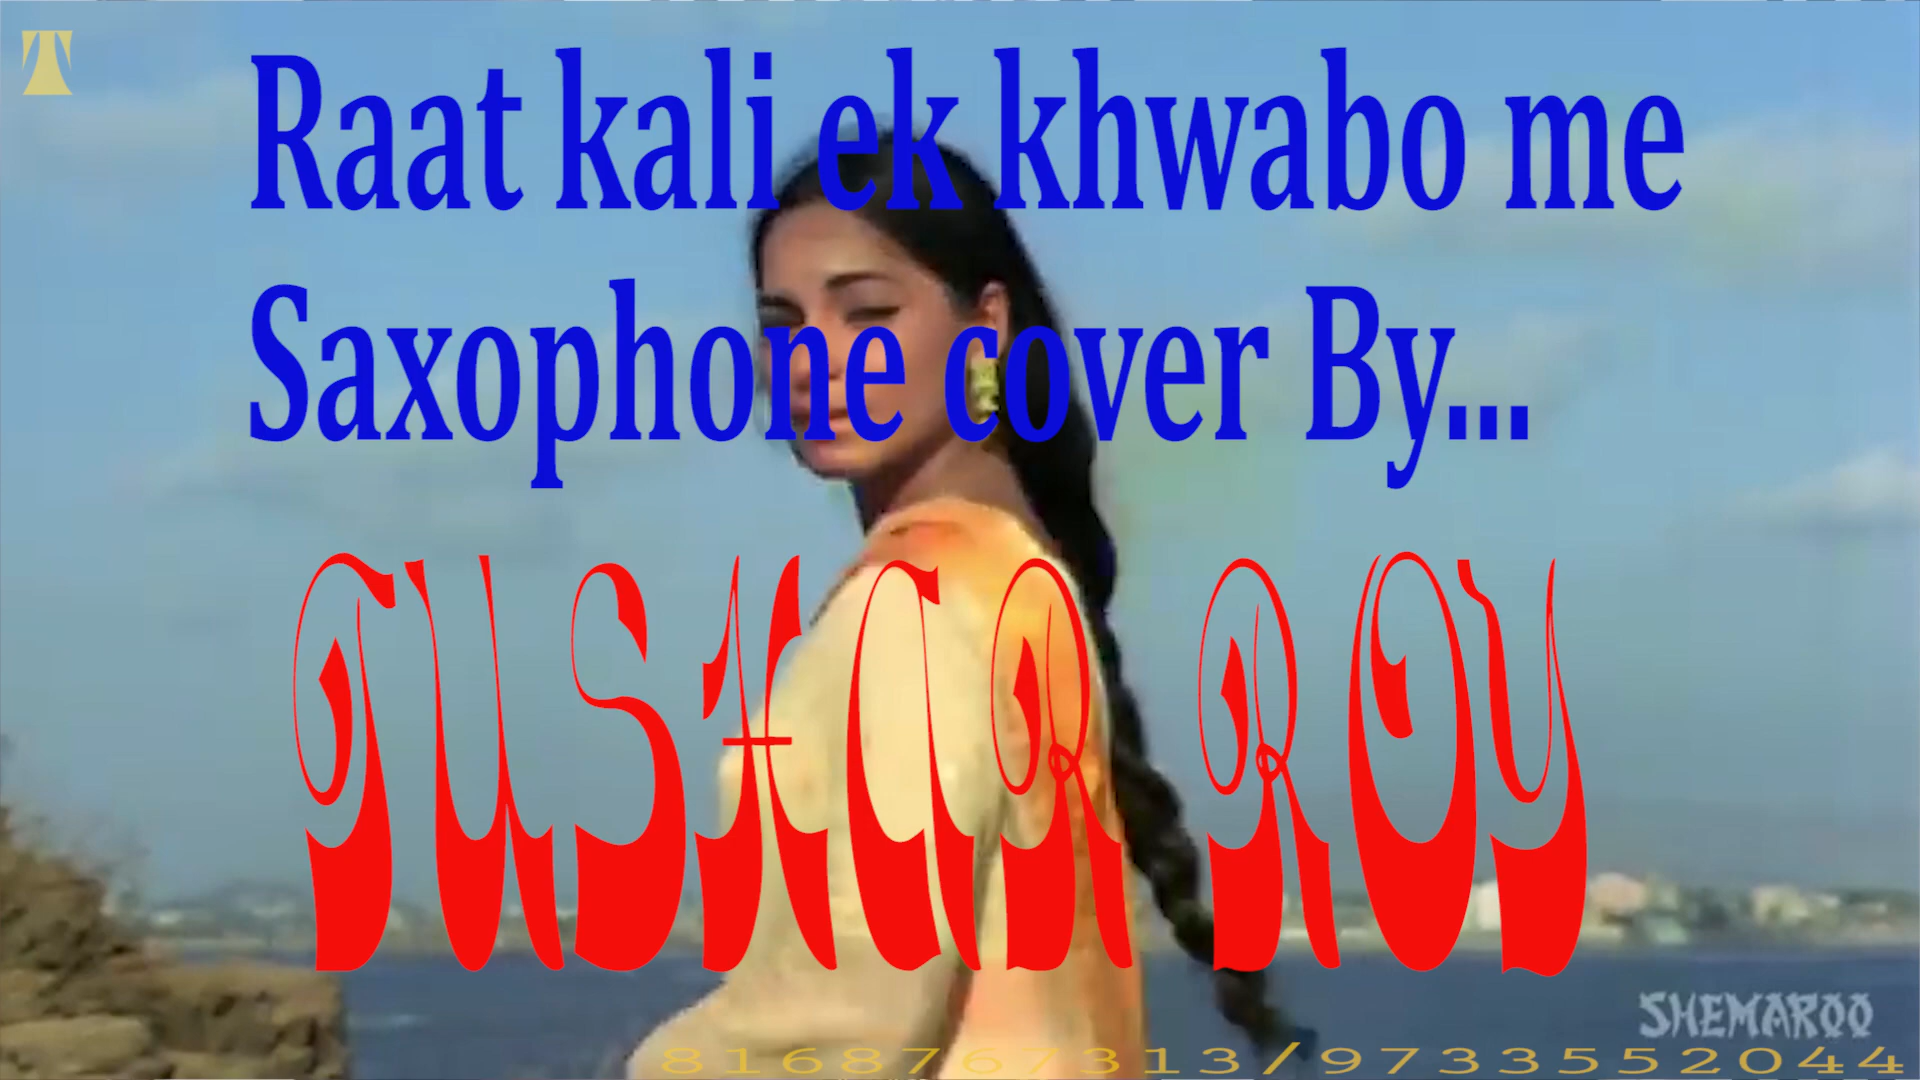 T
Raat kali ek khwabo me
Saxophone cover By...
TUSHAR ROY
SHEMAROO
8168767313/9733552044